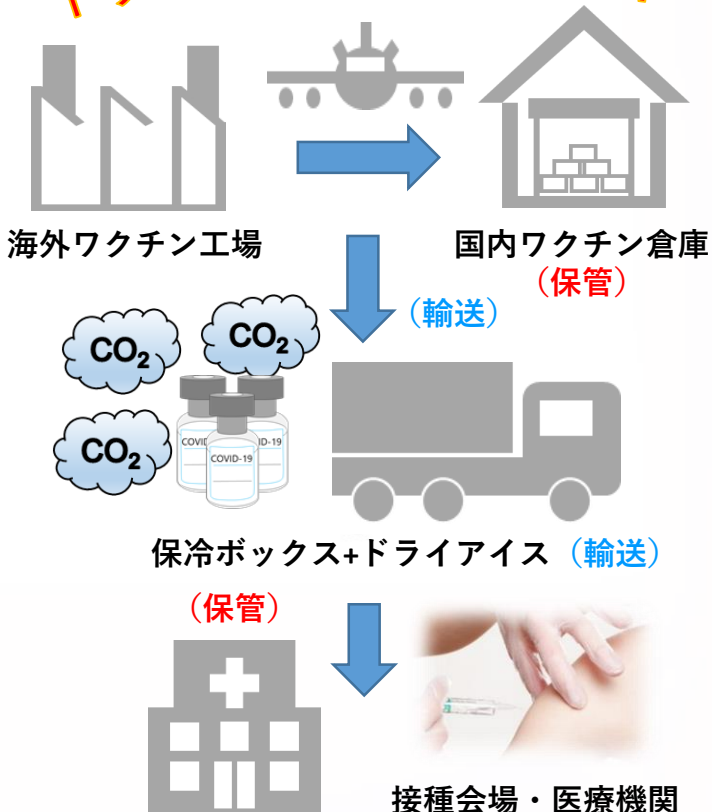 海外ワクチン工場
国内ワクチン倉庫
（保管）
（輸送）
CO₂
CO₂
CO₂
COVID-19
保冷ボックス+ドライアイス（輸送）
（保管）
接種会場・医療機関